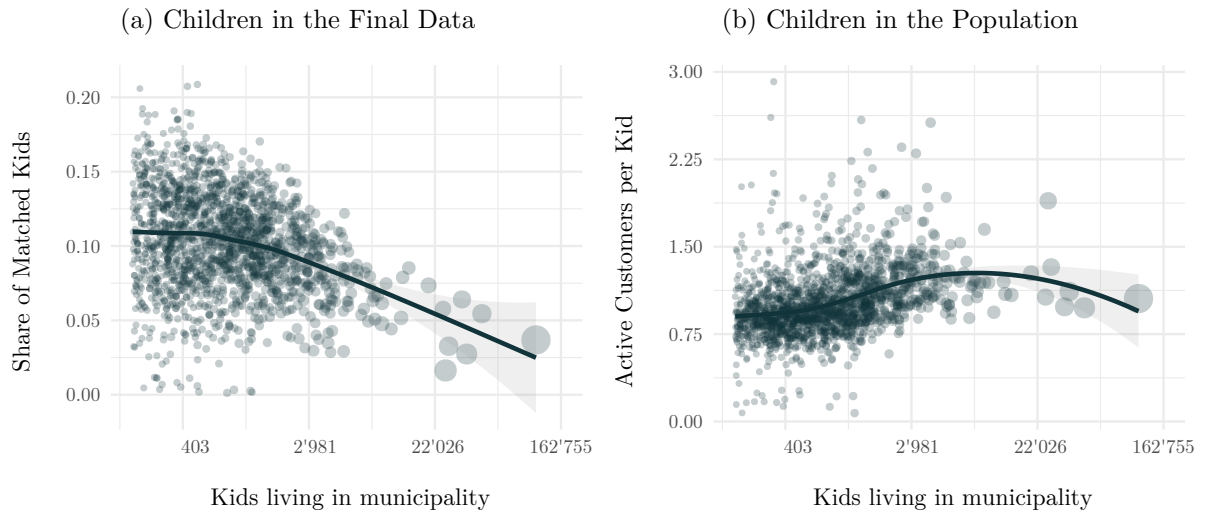 (a) Children in the Final Data
(b) Children in the Population
Share of Matched Kids
0.20
0.15
0.10
0.05
0.00
403 2'981 22'026 162'755
Kids living in municipality
Active Customers per Kid
3.00
2.25
1.50
0.75
0.00
403 2'981 22'026 162'755
Kids living in municipality